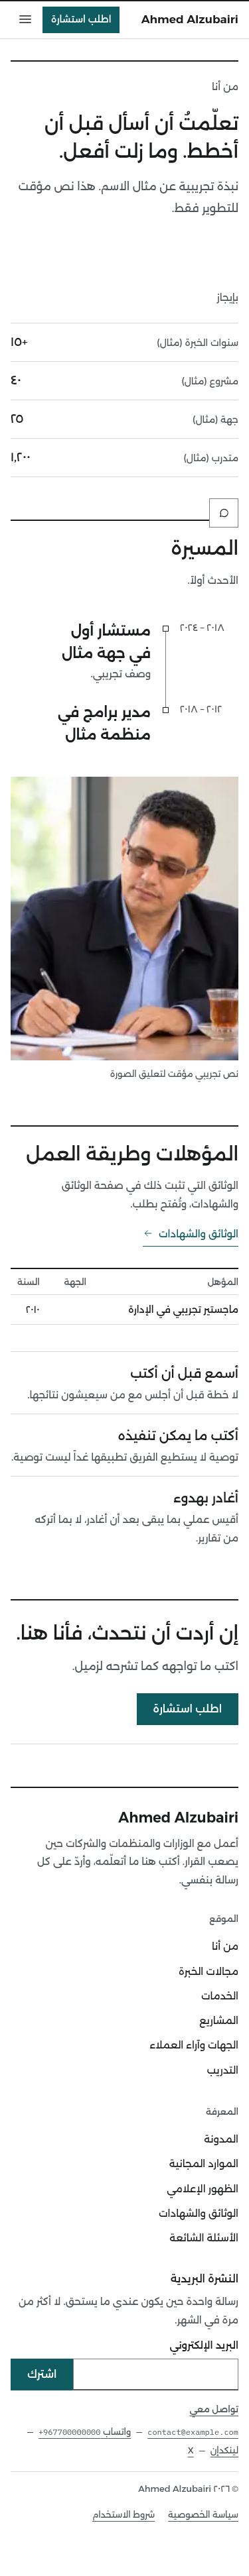 Ahmed Alzubairi
اطلب استشارة
من أنا
تعلّمتُ أن أسأل قبل أن
أخطط. وما زلت أفعل.
نبذة تجريبية عن مثال الاسم. هذا نص مؤقت
للتطوير فقط.
بإيجاز
سنوات الخبرة (مثال) +١٥
مشروع (مثال) ٤٠
جهة (مثال) ٢٥
متدرب (مثال) ١,٢٠٠
المسيرة
الأحدث أولاً.
٢٠١٨ – ٢٠٢٤
مستشار أول
في جهة مثال
وصف تجريبي.
٢٠١٢ – ٢٠١٨
مدير برامج في
منظمة مثال
نص تجريبي مؤقت لتعليق الصورة
المؤهلات وطريقة العمل
الوثائق التي تثبت ذلك في صفحة الوثائق
والشهادات، وتُفتح بطلب.
الوثائق والشهادات ←
المؤهل الجهة السنة
ماجستير تجريبي في الإدارة ٢٠١٠
أسمع قبل أن أكتب
لا خطة قبل أن أجلس مع من سيعيشون نتائجها.
أكتب ما يمكن تنفيذه
توصية لا يستطيع الفريق تطبيقها غداً ليست توصية.
أغادر بهدوء
أقيس عملي بما يبقى بعد أن أغادر، لا بما أتركه
من تقارير.
إن أردت أن نتحدث، فأنا هنا.
اكتب ما تواجهه كما تشرحه لزميل.
اطلب استشارة
Ahmed Alzubairi
أعمل مع الوزارات والمنظمات والشركات حين
يصعب القرار. أكتب هنا ما أتعلّمه، وأردّ على كل
رسالة بنفسي.
الموقع
من أنا
مجالات الخبرة
الخدمات
المشاريع
الجهات وآراء العملاء
التدريب
المعرفة
المدونة
الموارد المجانية
الظهور الإعلامي
الوثائق والشهادات
الأسئلة الشائعة
النشرة البريدية
رسالة واحدة حين يكون عندي ما يستحق. لا أكثر من
مرة في الشهر.
البريد الإلكتروني
اشترك
تواصل معي
contact@example.com — واتساب +967700000000 —
لينكدإن — X
© ٢٠٢٦ Ahmed Alzubairi
سياسة الخصوصية شروط الاستخدام